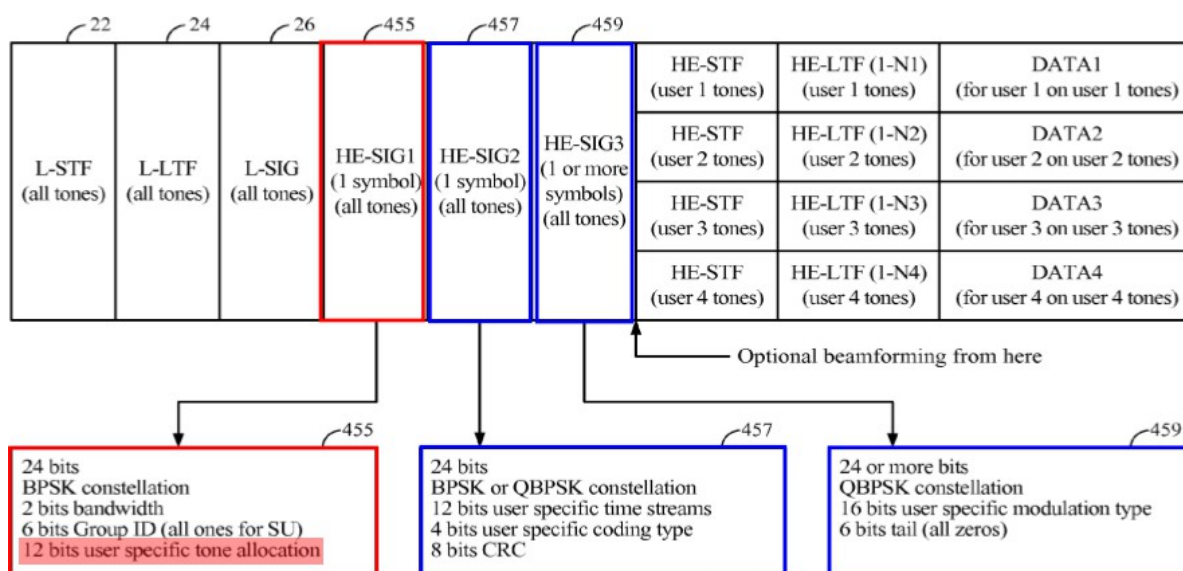 22
24
26
455
457
459
L-STF
(all tones)
L-LTF
(all tones)
L-SIG
(all tones)
HE-SIG1
(1 symbol)
(all tones)
HE-SIG2
(1 symbol)
(all tones)
HE-SIG3
(1 or more
symbols)
(all tones)
HE-STF
(user 1 tones)
HE-LTF (1-N1)
(user 1 tones)
DATA1
(for user 1 on user 1 tones)
HE-STF
(user 2 tones)
HE-LTF (1-N2)
(user 2 tones)
DATA2
(for user 2 on user 2 tones)
HE-STF
(user 3 tones)
HE-LTF (1-N3)
(user 3 tones)
DATA3
(for user 3 on user 3 tones)
HE-STF
(user 4 tones)
HE-LTF (1-N4)
(user 4 tones)
DATA4
(for user 4 on user 4 tones)
Optional beamforming from here
455
24 bits
BPSK constellation
2 bits bandwidth
6 bits Group ID (all ones for SU)
12 bits user specific tone allocation
457
24 bits
BPSK or QBPSK constellation
12 bits user specific time streams
4 bits user specific coding type
8 bits CRC
459
24 or more bits
QBPSK constellation
16 bits user specific modulation type
6 bits tail (all zeros)